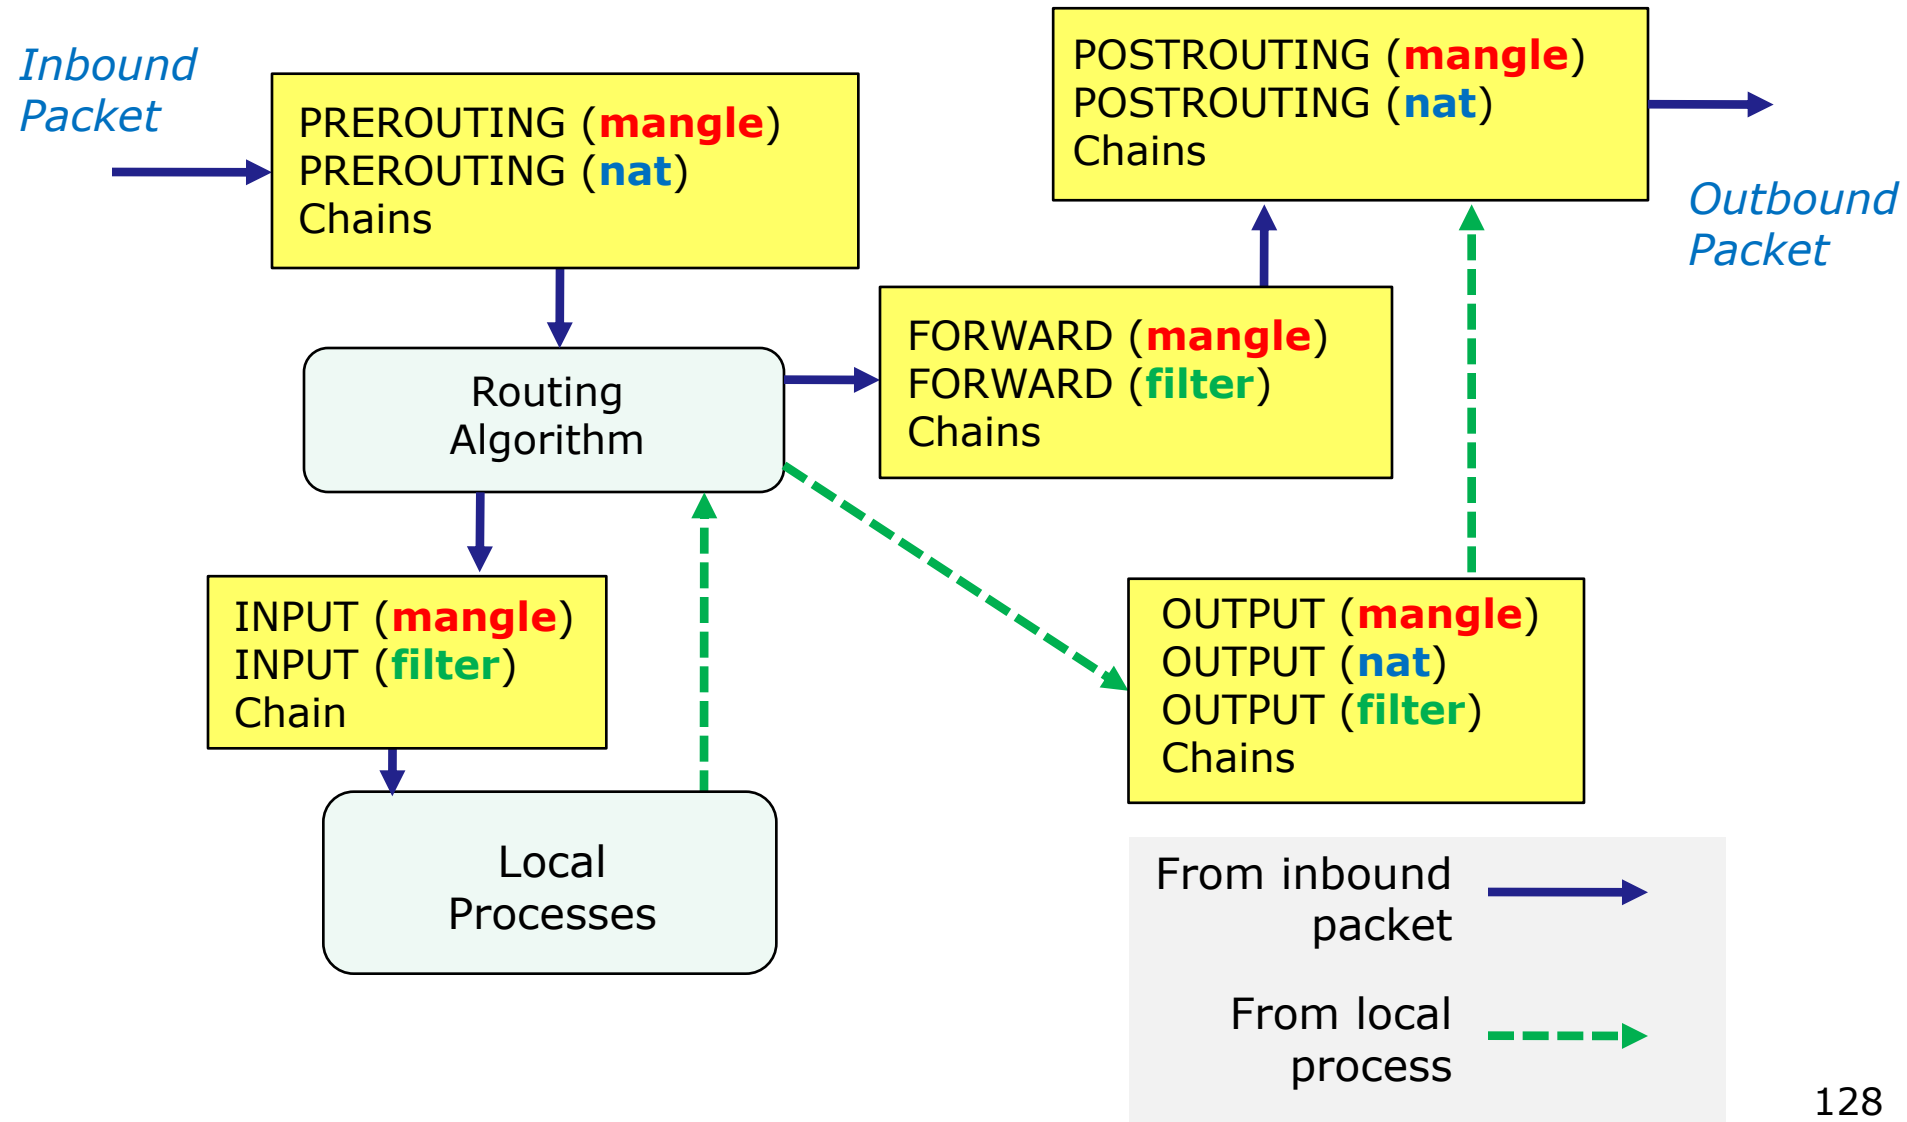 Inbound
Packet
PREROUTING (mangle)
PREROUTING (nat)
Chains
POSTROUTING (mangle)
POSTROUTING (nat)
Chains
Outbound
Packet
Routing
Algorithm
FORWARD (mangle)
FORWARD (filter)
Chains
INPUT (mangle)
INPUT (filter)
Chain
OUTPUT (mangle)
OUTPUT (nat)
OUTPUT (filter)
Chains
Local
Processes
From inbound
packet
From local
process
128